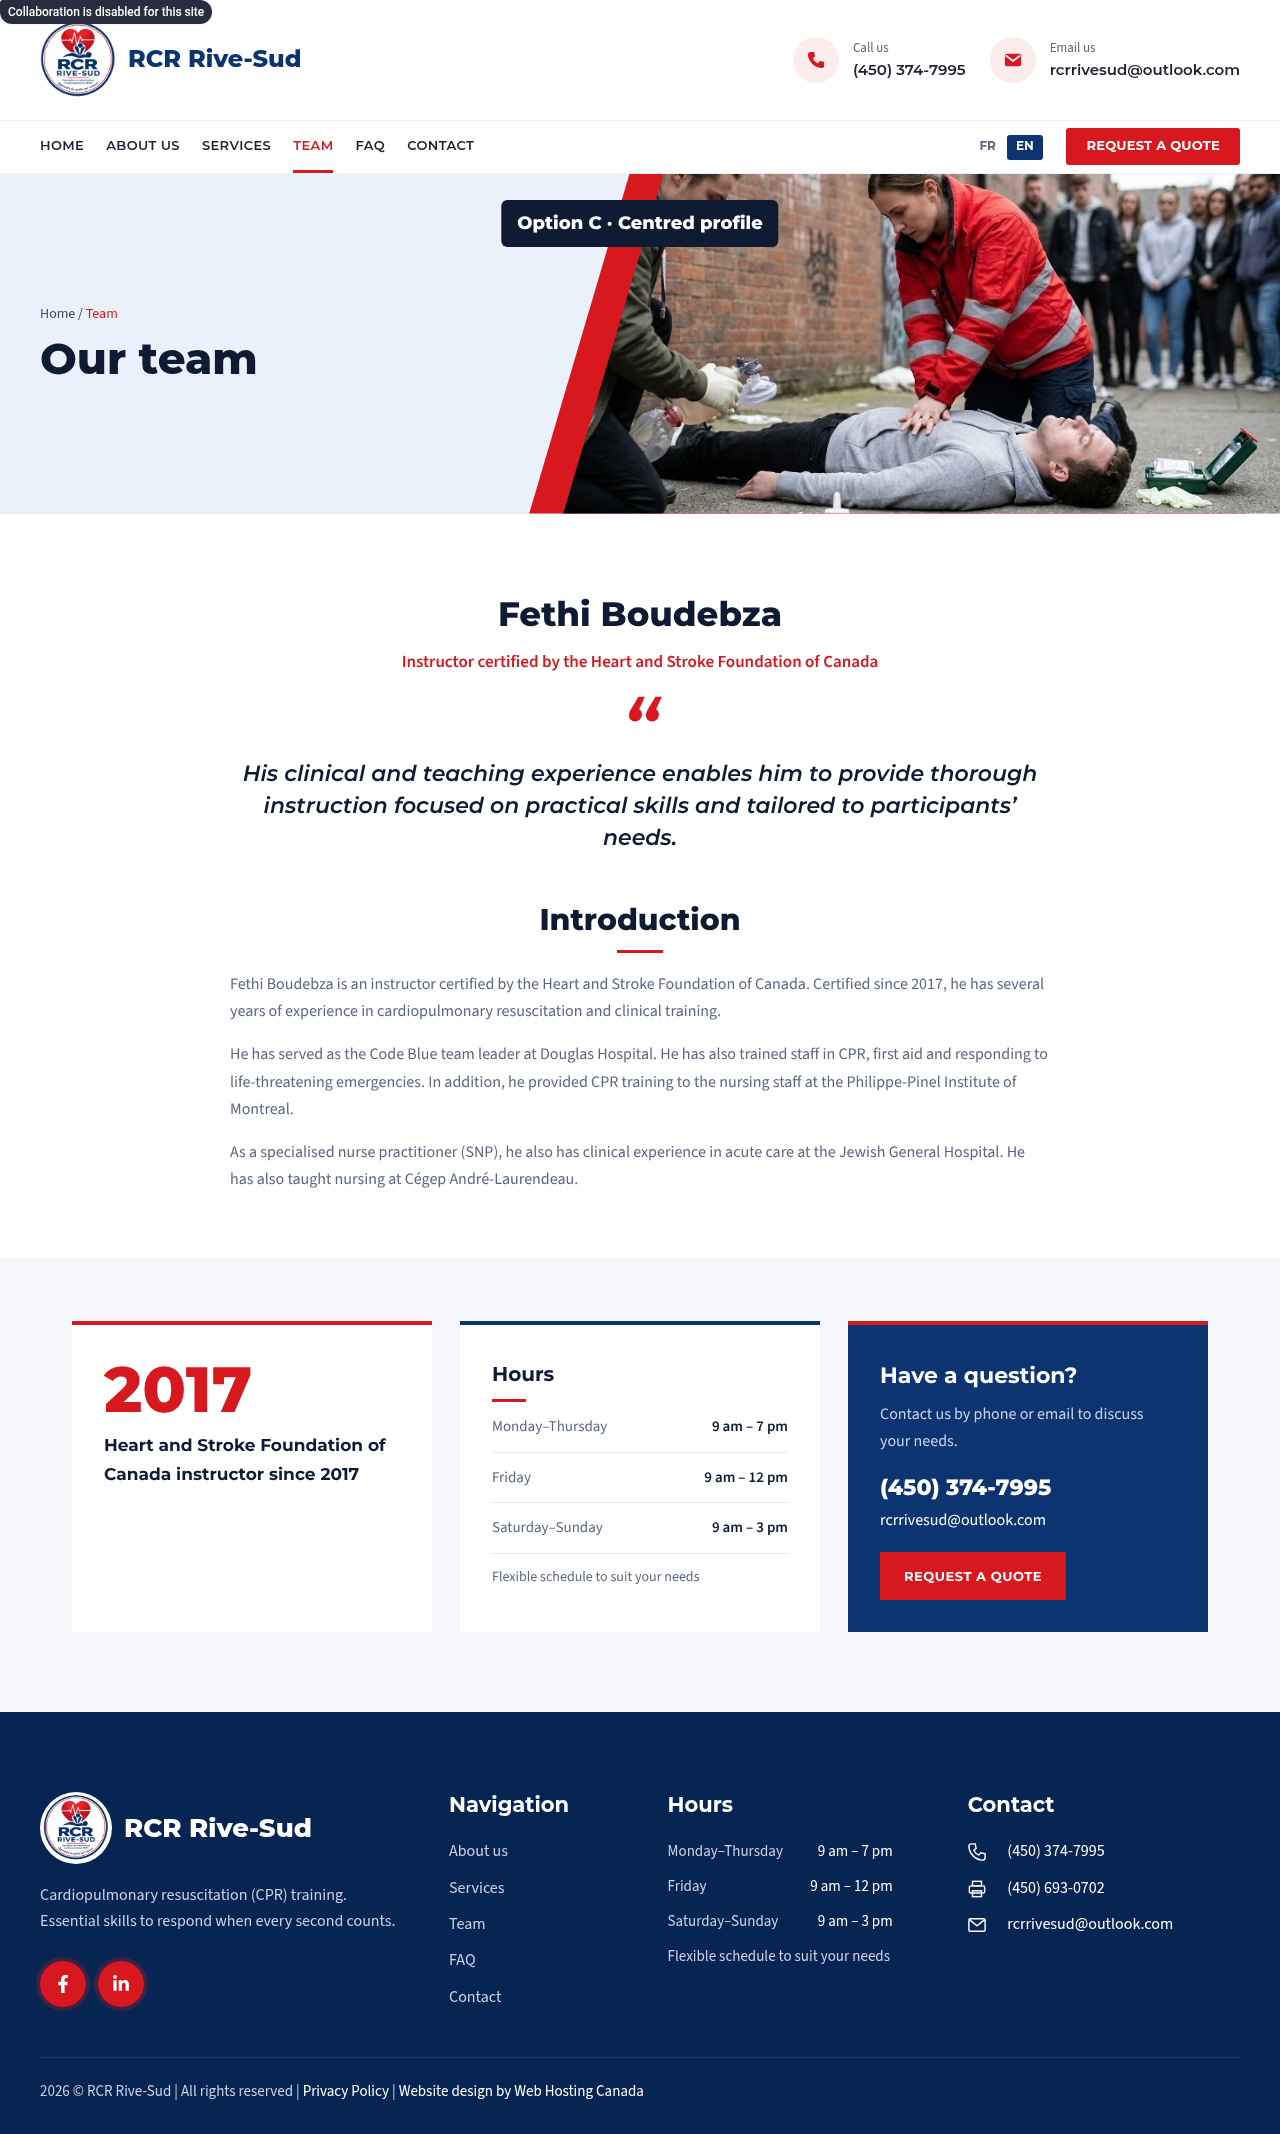 Collaboration is disabled for this site
RCR
RIVE-SUD
RCR Rive-Sud
Call us
(450) 374-7995
Email us
rcrrivesud@outlook.com
HOME ABOUT US SERVICES TEAM FAQ CONTACT
FR EN REQUEST A QUOTE
Option C · Centred profile
Home / Team
Our team
Fethi Boudebza
Instructor certified by the Heart and Stroke Foundation of Canada
“
His clinical and teaching experience enables him to provide thorough
instruction focused on practical skills and tailored to participants’
needs.
Introduction
Fethi Boudebza is an instructor certified by the Heart and Stroke Foundation of Canada. Certified since 2017, he has several
years of experience in cardiopulmonary resuscitation and clinical training.
He has served as the Code Blue team leader at Douglas Hospital. He has also trained staff in CPR, first aid and responding to
life-threatening emergencies. In addition, he provided CPR training to the nursing staff at the Philippe-Pinel Institute of
Montreal.
As a specialised nurse practitioner (SNP), he also has clinical experience in acute care at the Jewish General Hospital. He
has also taught nursing at Cégep André-Laurendeau.
2017
Heart and Stroke Foundation of
Canada instructor since 2017
Hours
Monday–Thursday 9 am – 7 pm
Friday 9 am – 12 pm
Saturday–Sunday 9 am – 3 pm
Flexible schedule to suit your needs
Have a question?
Contact us by phone or email to discuss
your needs.
(450) 374-7995
rcrrivesud@outlook.com
REQUEST A QUOTE
RCR
RIVE-SUD
RCR Rive-Sud
Cardiopulmonary resuscitation (CPR) training.
Essential skills to respond when every second counts.
Navigation
About us
Services
Team
FAQ
Contact
Hours
Monday–Thursday 9 am – 7 pm
Friday 9 am – 12 pm
Saturday–Sunday 9 am – 3 pm
Flexible schedule to suit your needs
Contact
(450) 374-7995
(450) 693-0702
rcrrivesud@outlook.com
2026 © RCR Rive-Sud | All rights reserved | Privacy Policy | Website design by Web Hosting Canada